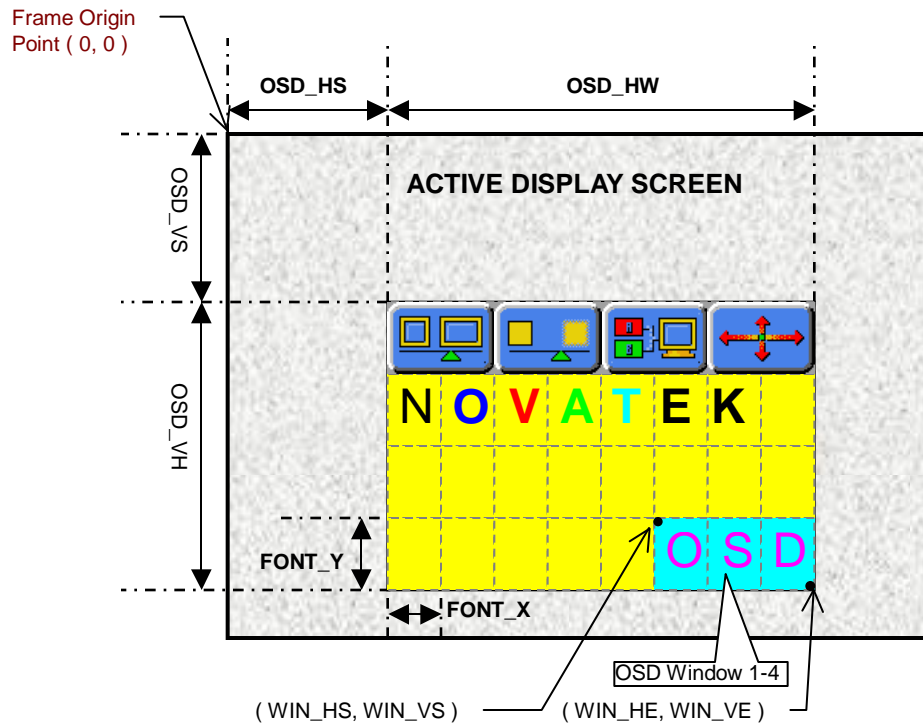 Frame Origin
Point ( 0, 0 )
OSD_HS
OSD_HW
OSD_VS
ACTIVE DISPLAY SCREEN
OSD_VH
NOVATEK
FONT_Y
OSD
FONT_X
OSD Window 1-4
( WIN_HS, WIN_VS )
( WIN_HE, WIN_VE )